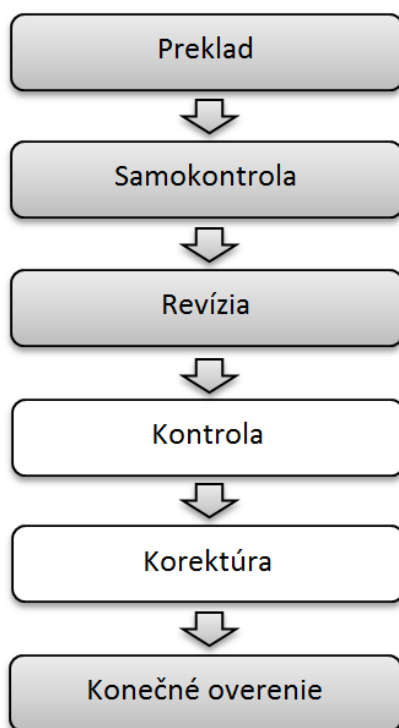 Preklad
Samokontrola
Revízia
Kontrola
Korektúra
Konečné overenie